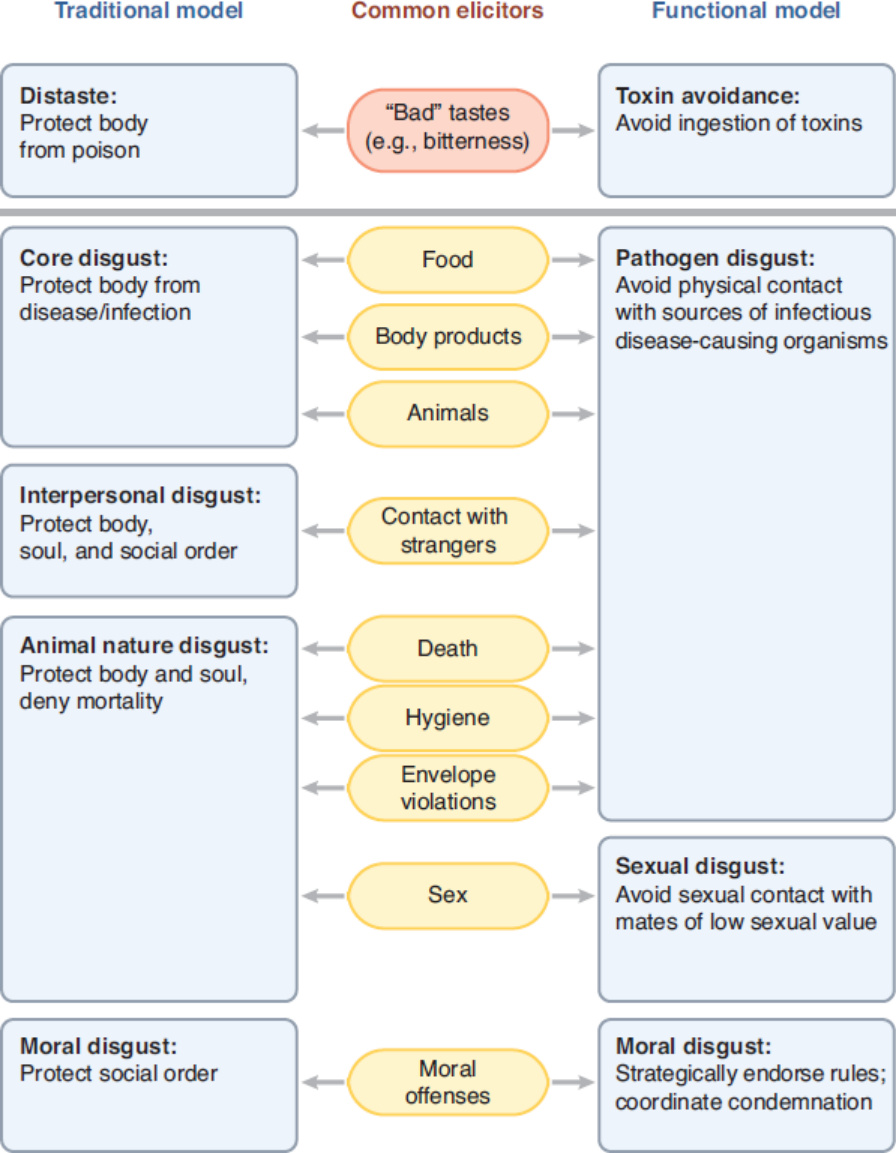 Traditional model
Common elicitors
Functional model
Distaste:
Protect body
from poison
“Bad” tastes
(e.g., bitterness)
Toxin avoidance:
Avoid ingestion of toxins
Core disgust:
Protect body from
disease/infection
Food
Body products
Animals
Pathogen disgust:
Avoid physical contact
with sources of infectious
disease-causing organisms
Interpersonal disgust:
Protect body,
soul, and social order
Contact with
strangers
Animal nature disgust:
Protect body and soul,
deny mortality
Death
Hygiene
Envelope
violations
Sex
Sexual disgust:
Avoid sexual contact with
mates of low sexual value
Moral disgust:
Protect social order
Moral
offenses
Moral disgust:
Strategically endorse rules;
coordinate condemnation